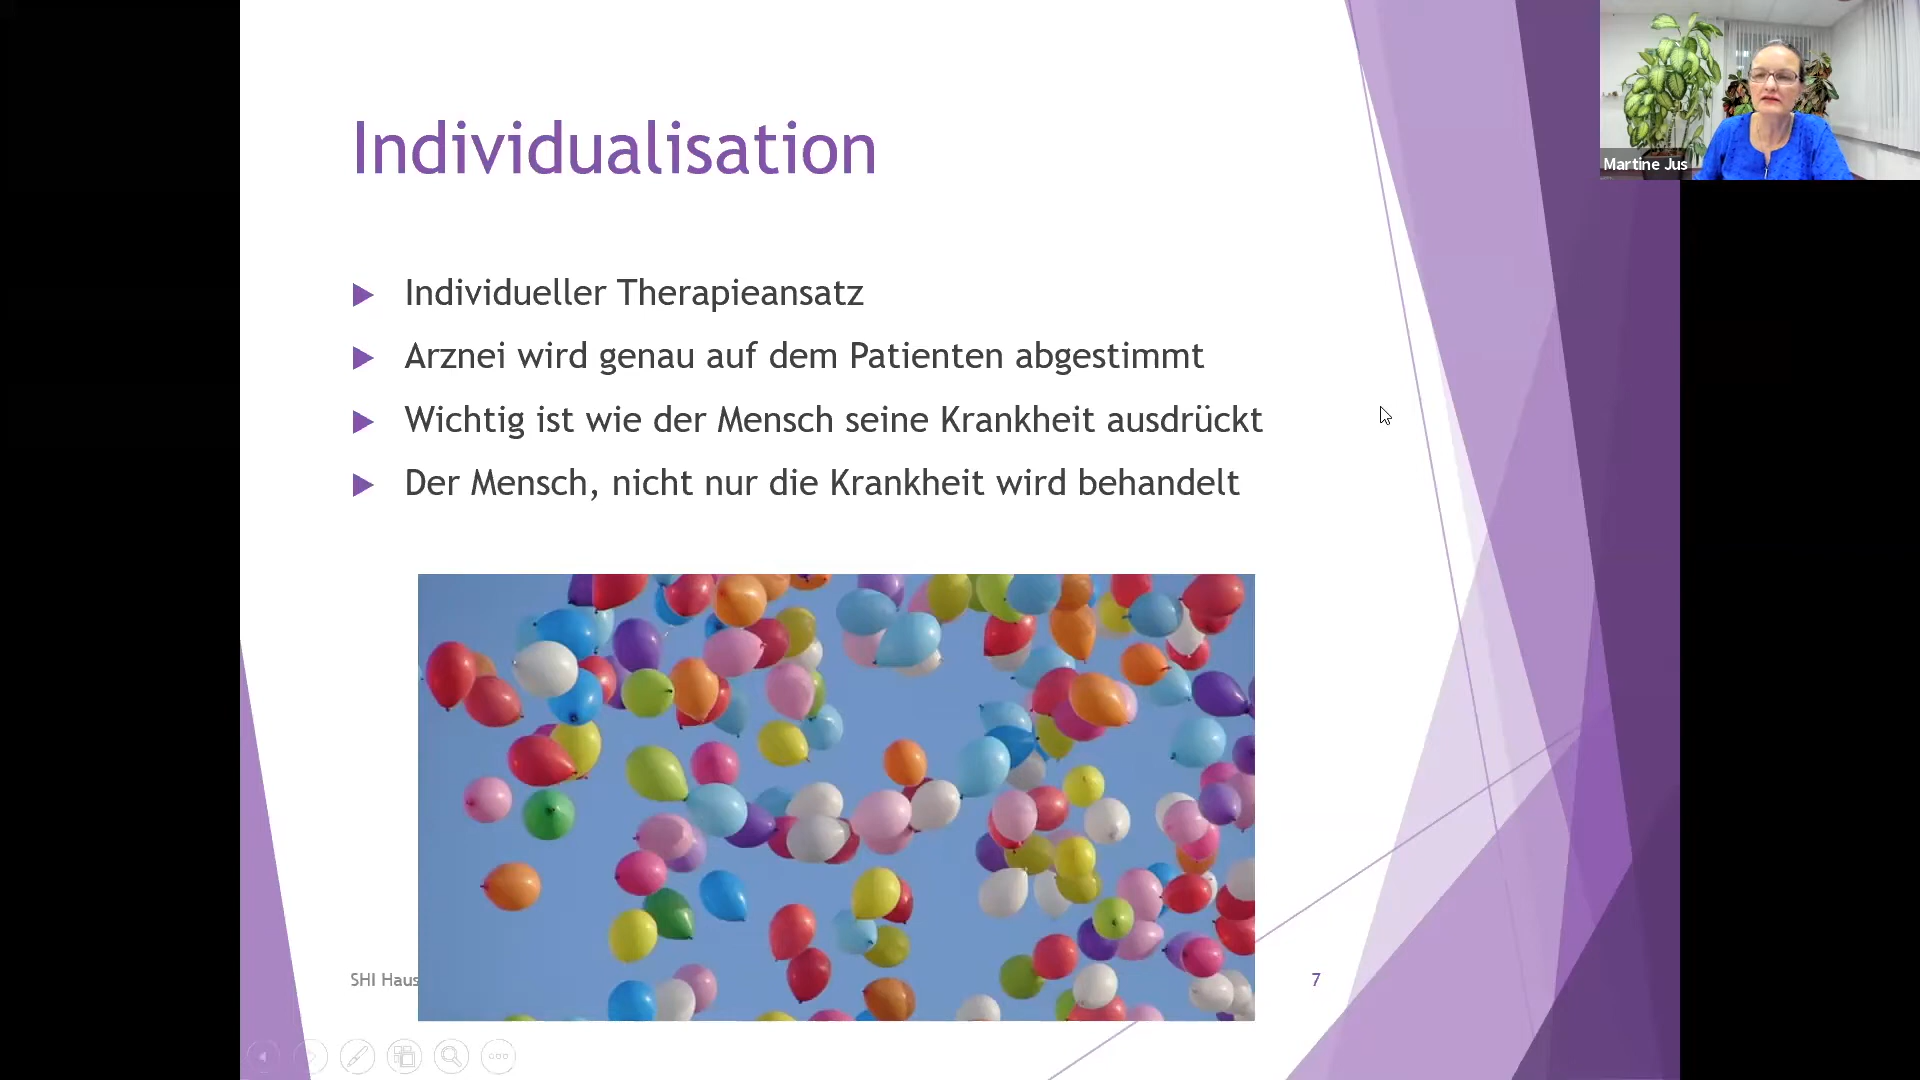 Individualisation
Individueller Therapieansatz
Arznei wird genau auf dem Patienten abgestimmt
Wichtig ist wie der Mensch seine Krankheit ausdrückt
Der Mensch, nicht nur die Krankheit wird behandelt
SHI Haus
7
Martine Jus